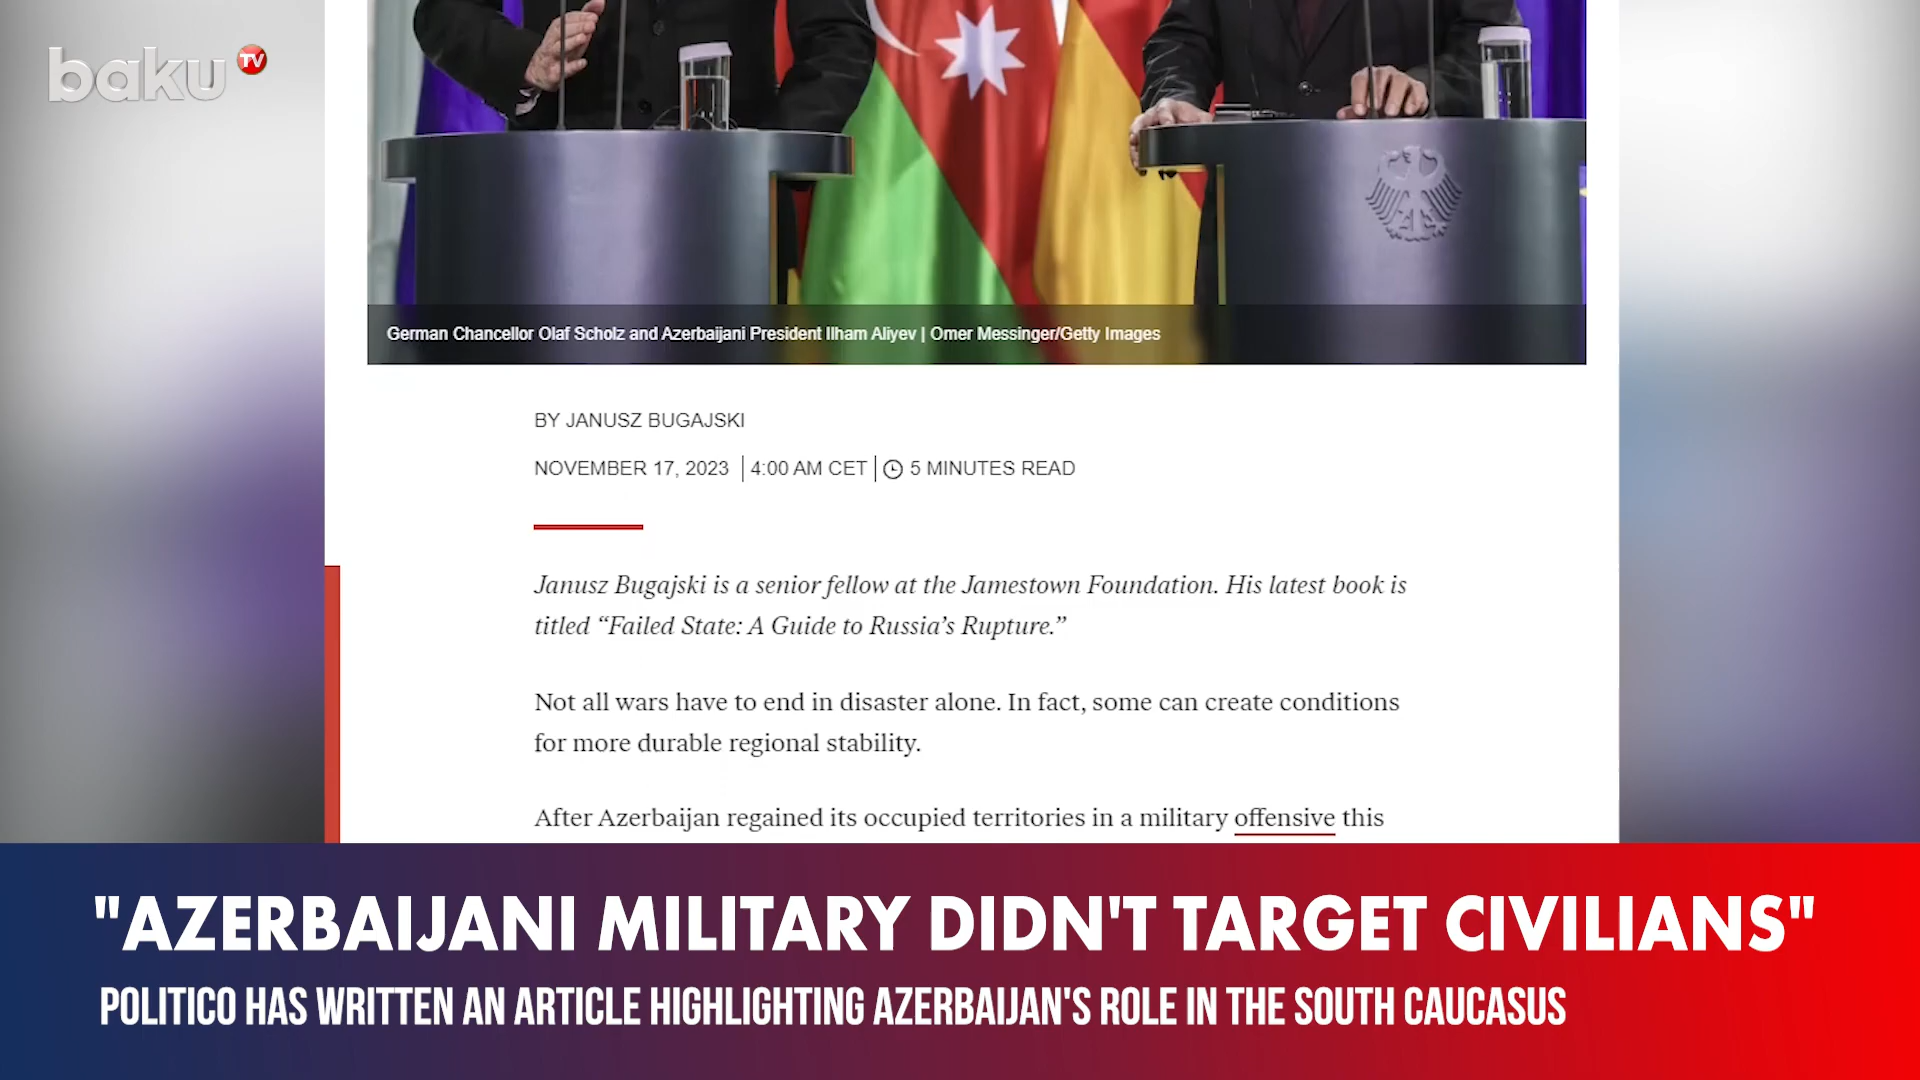 baku TV
German Chancellor Olaf Scholz and Azerbaijani President Ilham Aliyev | Omer Messinger/Getty Images
BY JANUSZ BUGAJSKI
NOVEMBER 17, 2023 | 4:00 AM CET | 5 MINUTES READ
Janusz Bugajski is a senior fellow at the Jamestown Foundation. His latest book is
titled “Failed State: A Guide to Russia’s Rupture.”
Not all wars have to end in disaster alone. In fact, some can create conditions
for more durable regional stability.
After Azerbaijan regained its occupied territories in a military offensive this
"AZERBAIJANI MILITARY DIDN'T TARGET CIVILIANS"
POLITICO HAS WRITTEN AN ARTICLE HIGHLIGHTING AZERBAIJAN'S ROLE IN THE SOUTH CAUCASUS